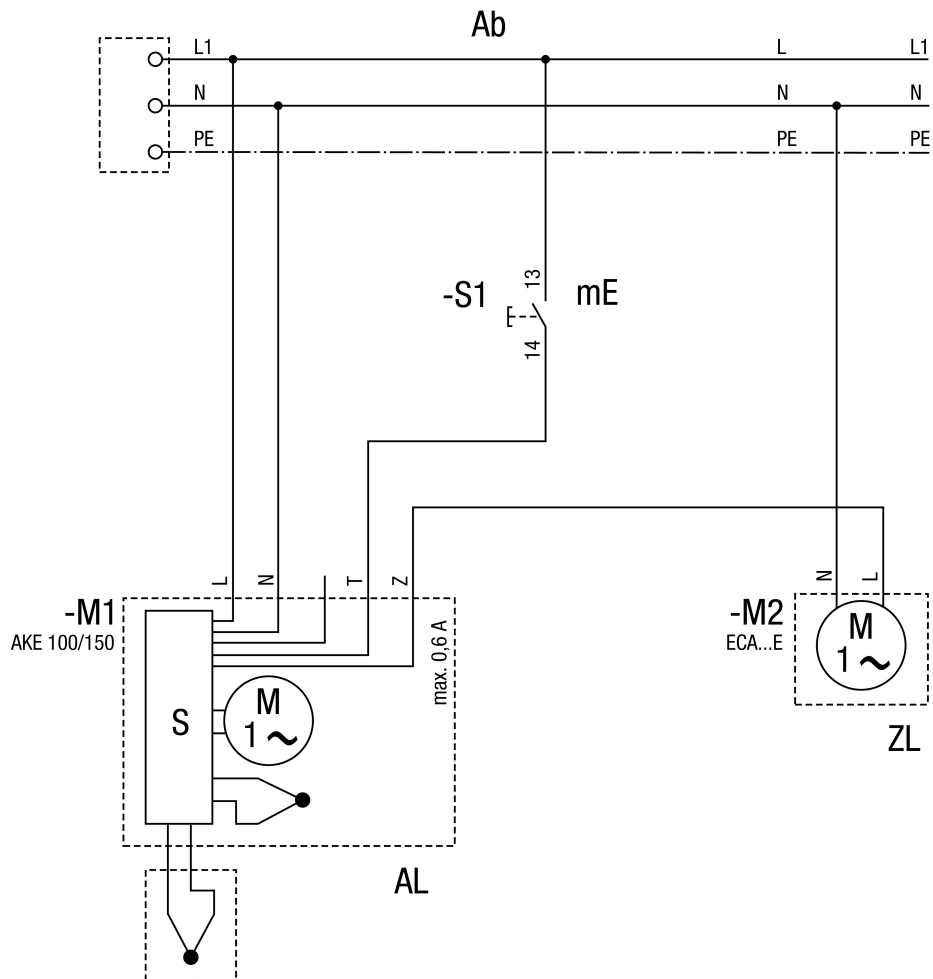 Ab
L1
L
L1
N
N
N
PE
PE
PE
13
-S1
mE
14
L
N
T
Z
N
L
-M1
AKE 100/150
max. 0,6 A
-M2
ECA...E
M
1 ~
M
1 ~
S
ZL
AL